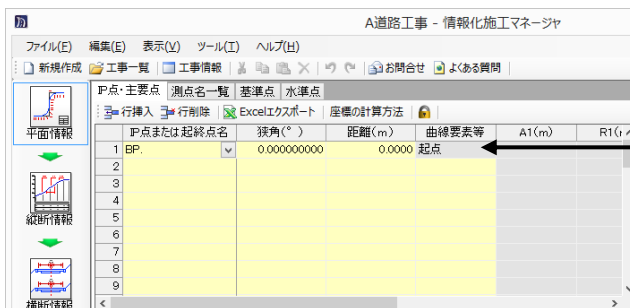 A道路工事 - 情報化施工マネージャ
ファイル(F) 編集(E) 表示(V) ツール(T) ヘルプ(H)
新規作成 工事一覧 工事情報 お問合せ よくある質問
IP点・主要点 測点名一覧 基準点 水準点
行挿入 行削除 Excelエクスポート 座標の計算方法
平面情報
IP点または起終点名 狭角(°) 距離(m) 曲線要素等 A1(m) R1(
1 BP. 0.000000000 0.0000 起点
2
3
4
縦断情報
5
6
7
8
9
横断情報